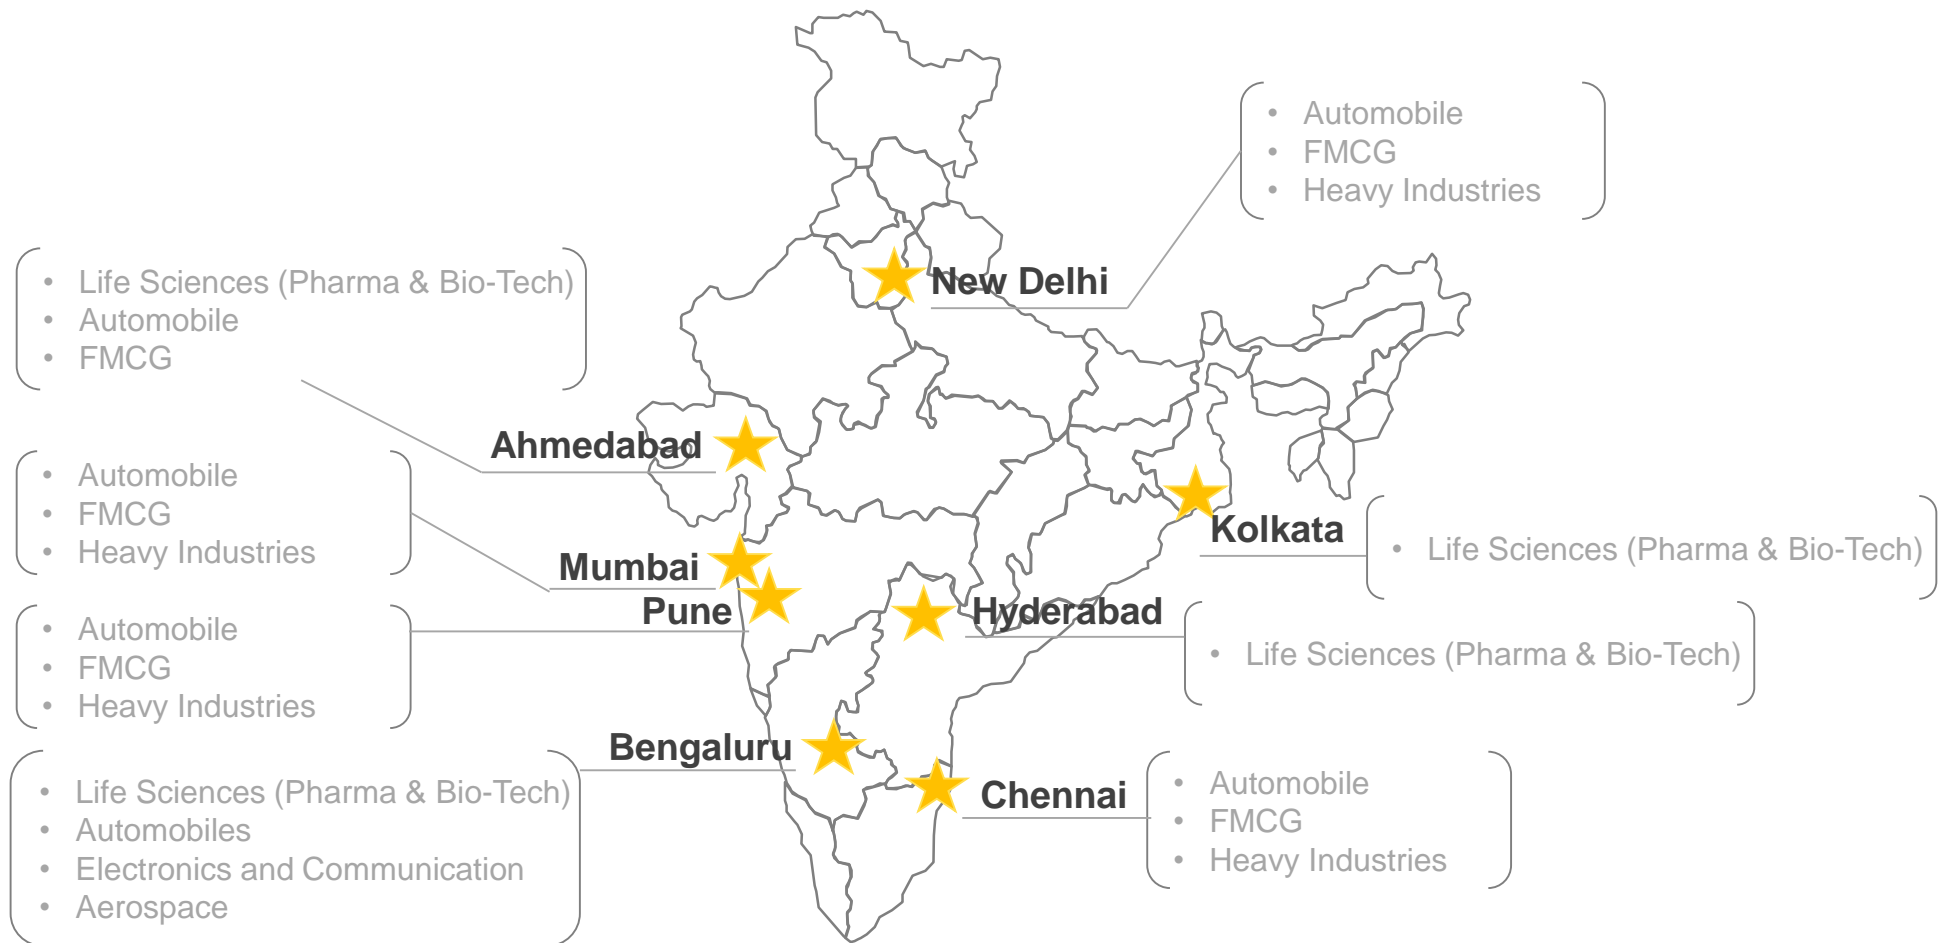 • Automobile
• FMCG
• Heavy Industries
New Delhi
• Life Sciences (Pharma & Bio-Tech)
• Automobile
• FMCG
Ahmedabad
• Automobile
• FMCG
• Heavy Industries
Mumbai
Kolkata
• Life Sciences (Pharma & Bio-Tech)
Pune
• Automobile
• FMCG
• Heavy Industries
Hyderabad
• Life Sciences (Pharma & Bio-Tech)
Bengaluru
• Life Sciences (Pharma & Bio-Tech)
• Automobiles
• Electronics and Communication
• Aerospace
Chennai
• Automobile
• FMCG
• Heavy Industries